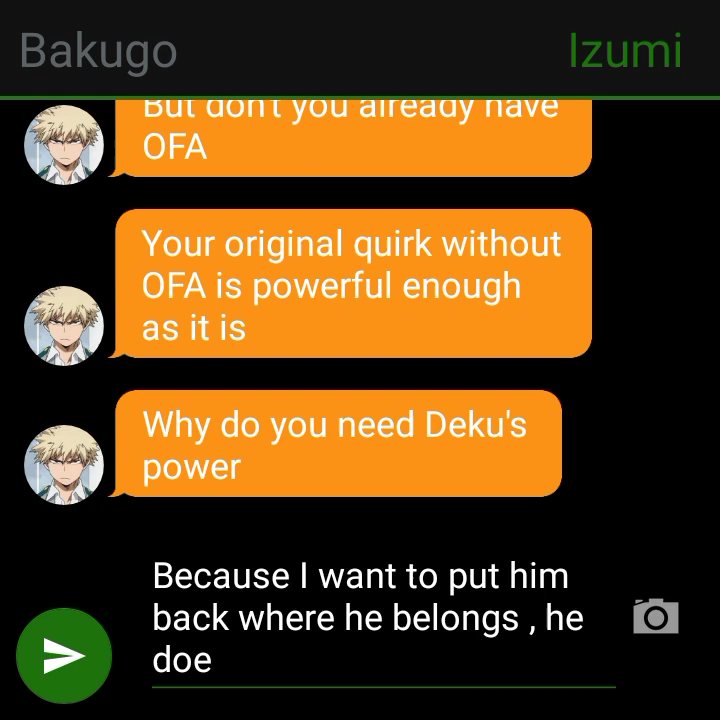 Bakugo
Izumi
But don't you already have
OFA
Your original quirk without
OFA is powerful enough
as it is
Why do you need Deku's
power
Because I want to put him
back where he belongs , he
doe